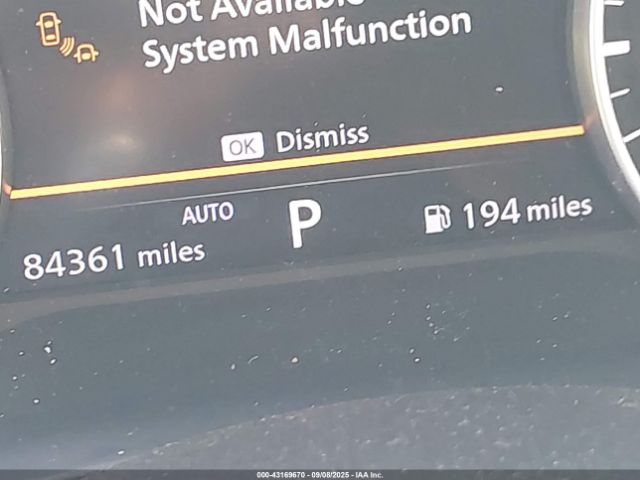 Not Available
System Malfunction
OK Dismiss
AUTO P
84361 miles
194 miles
000-43169670 - 09/08/2025 - IAA Inc.